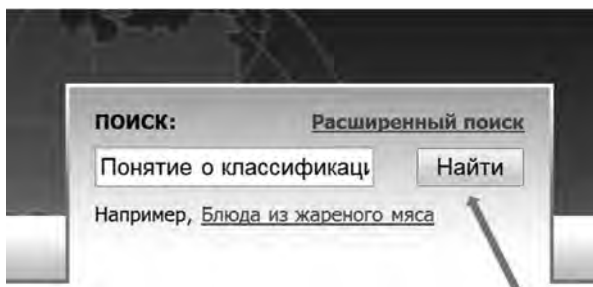 ПОИСК: Расширенный поиск
Понятие о классификаци Найти
Например, Блюда из жареного мяса